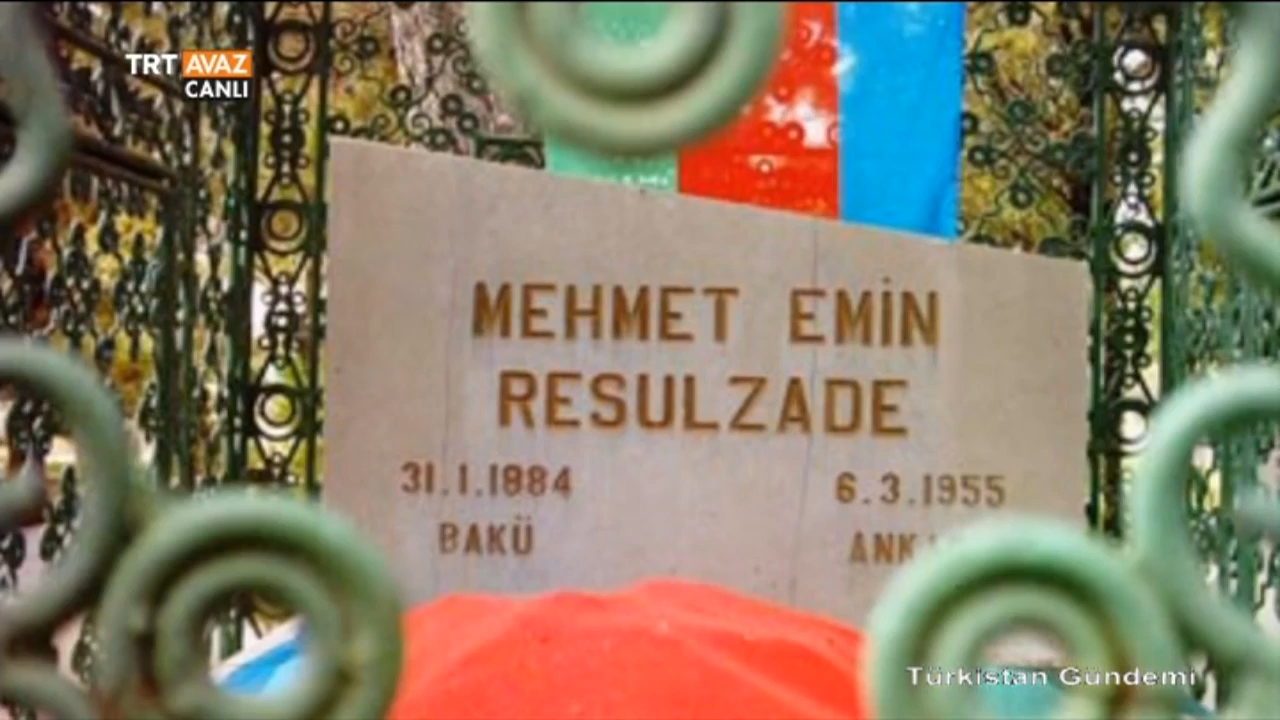 TRT AVAZ
CANLI
MEHMET EMİN
RESULZADE
31.1.1884
6.3.1955
BAKÜ
Türkistan Gündemi